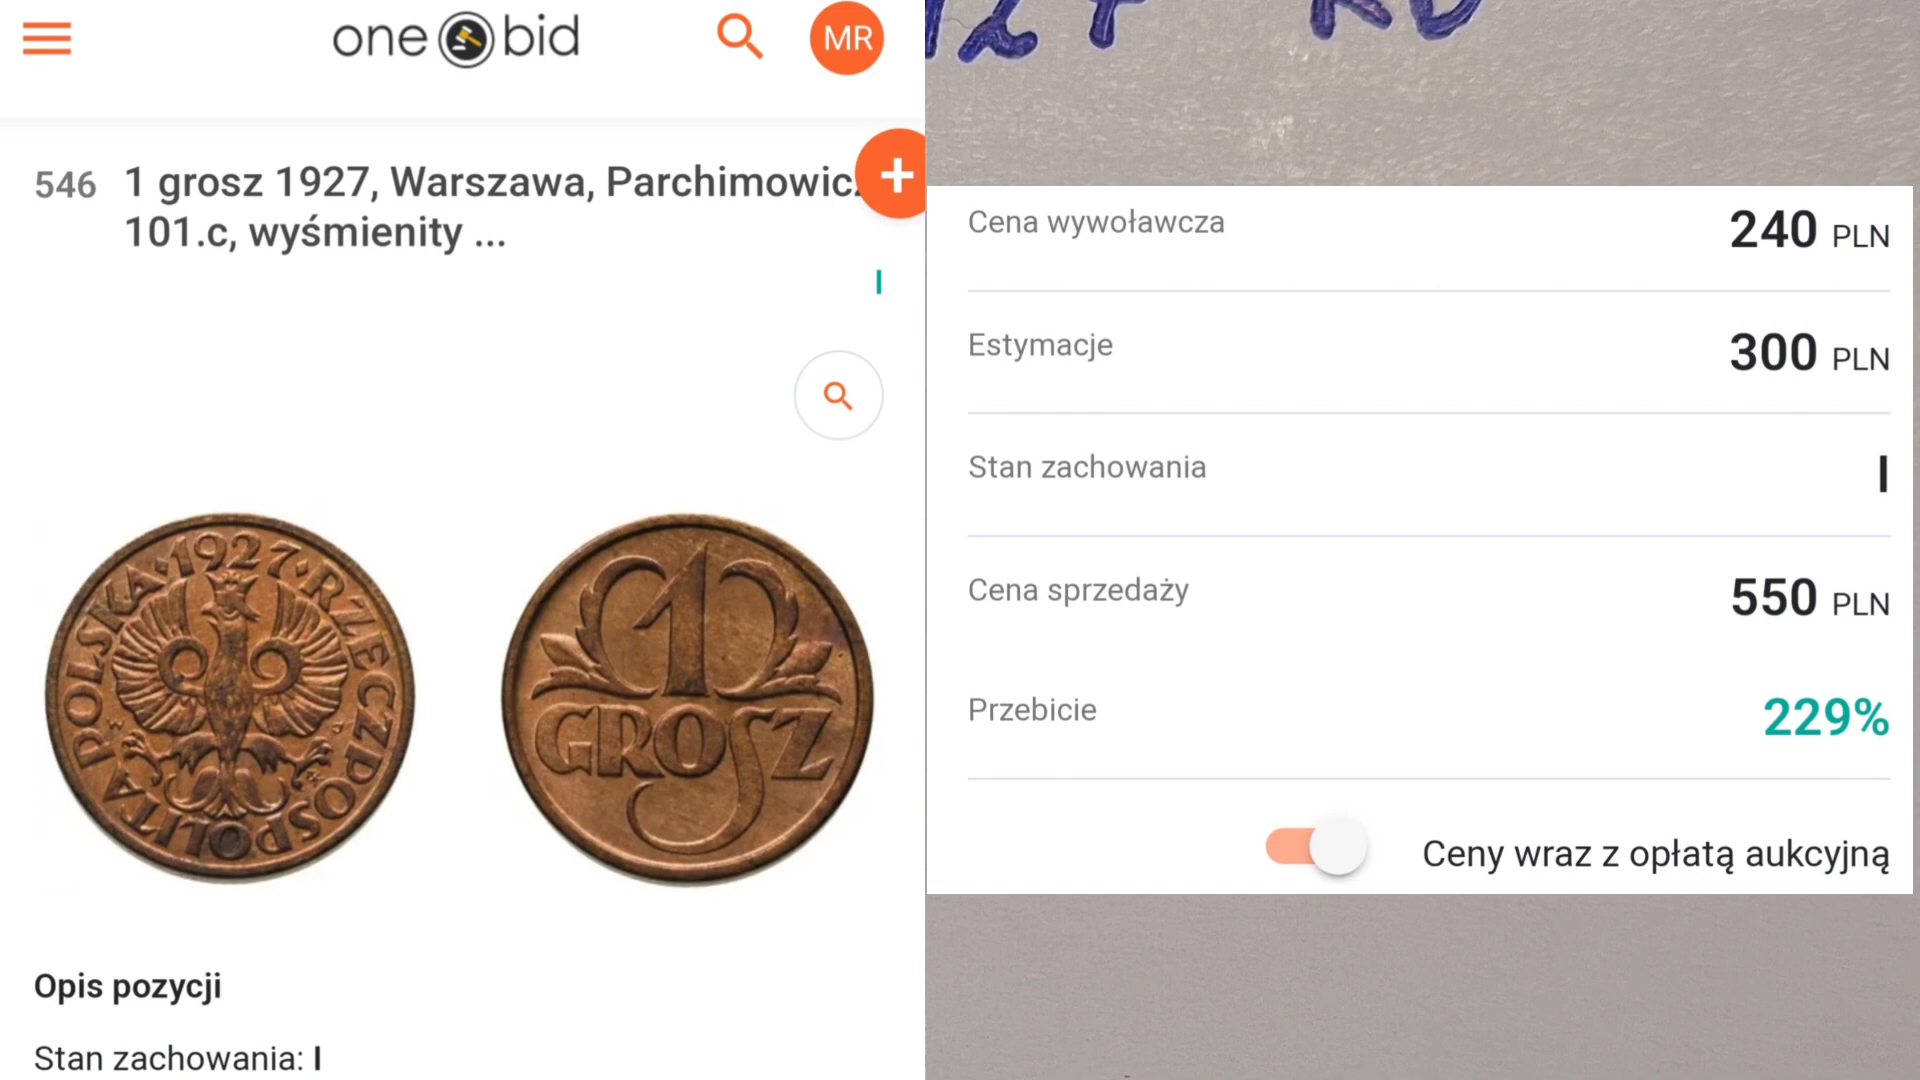 one bid
MR
546 1 grosz 1927, Warszawa, Parchimowicz
101.c, wyśmienity ...
I
1927 RZECZPOSPOLITA POLSKA
1
GROSZ
Opis pozycji
Stan zachowania: I
Cena wywoławcza 240 PLN
Estymacje 300 PLN
Stan zachowania I
Cena sprzedaży 550 PLN
Przebicie 229%
Ceny wraz z opłatą aukcyjną